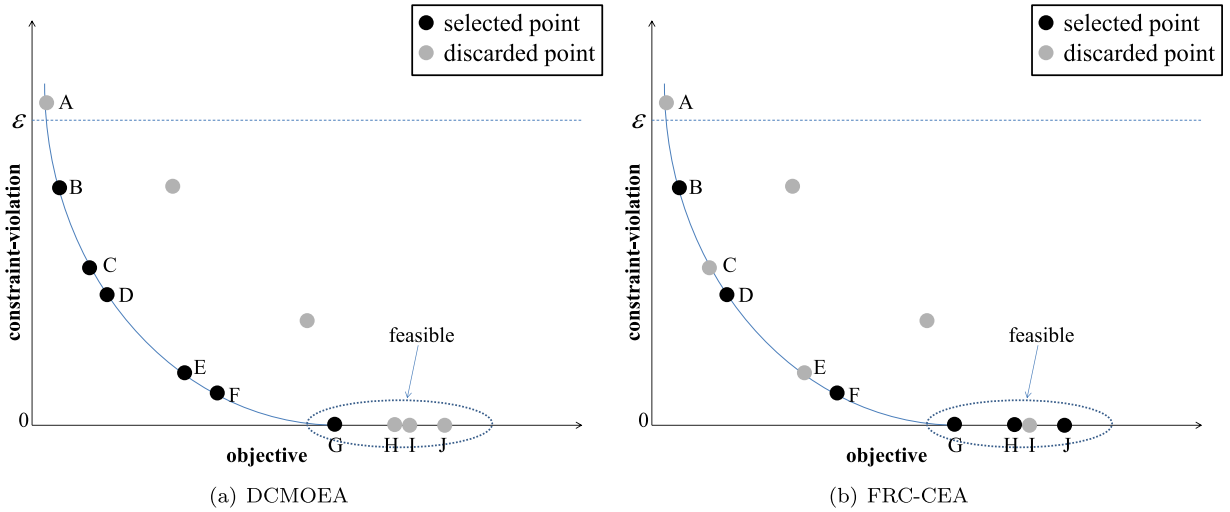 selected point
discarded point
A
ε
B
C
D
E
F
feasible
0
G
H
I
J
constraint-violation
objective
(a) DCMOEA
selected point
discarded point
A
ε
B
C
D
E
F
feasible
0
G
H
I
J
constraint-violation
objective
(b) FRC-CEA